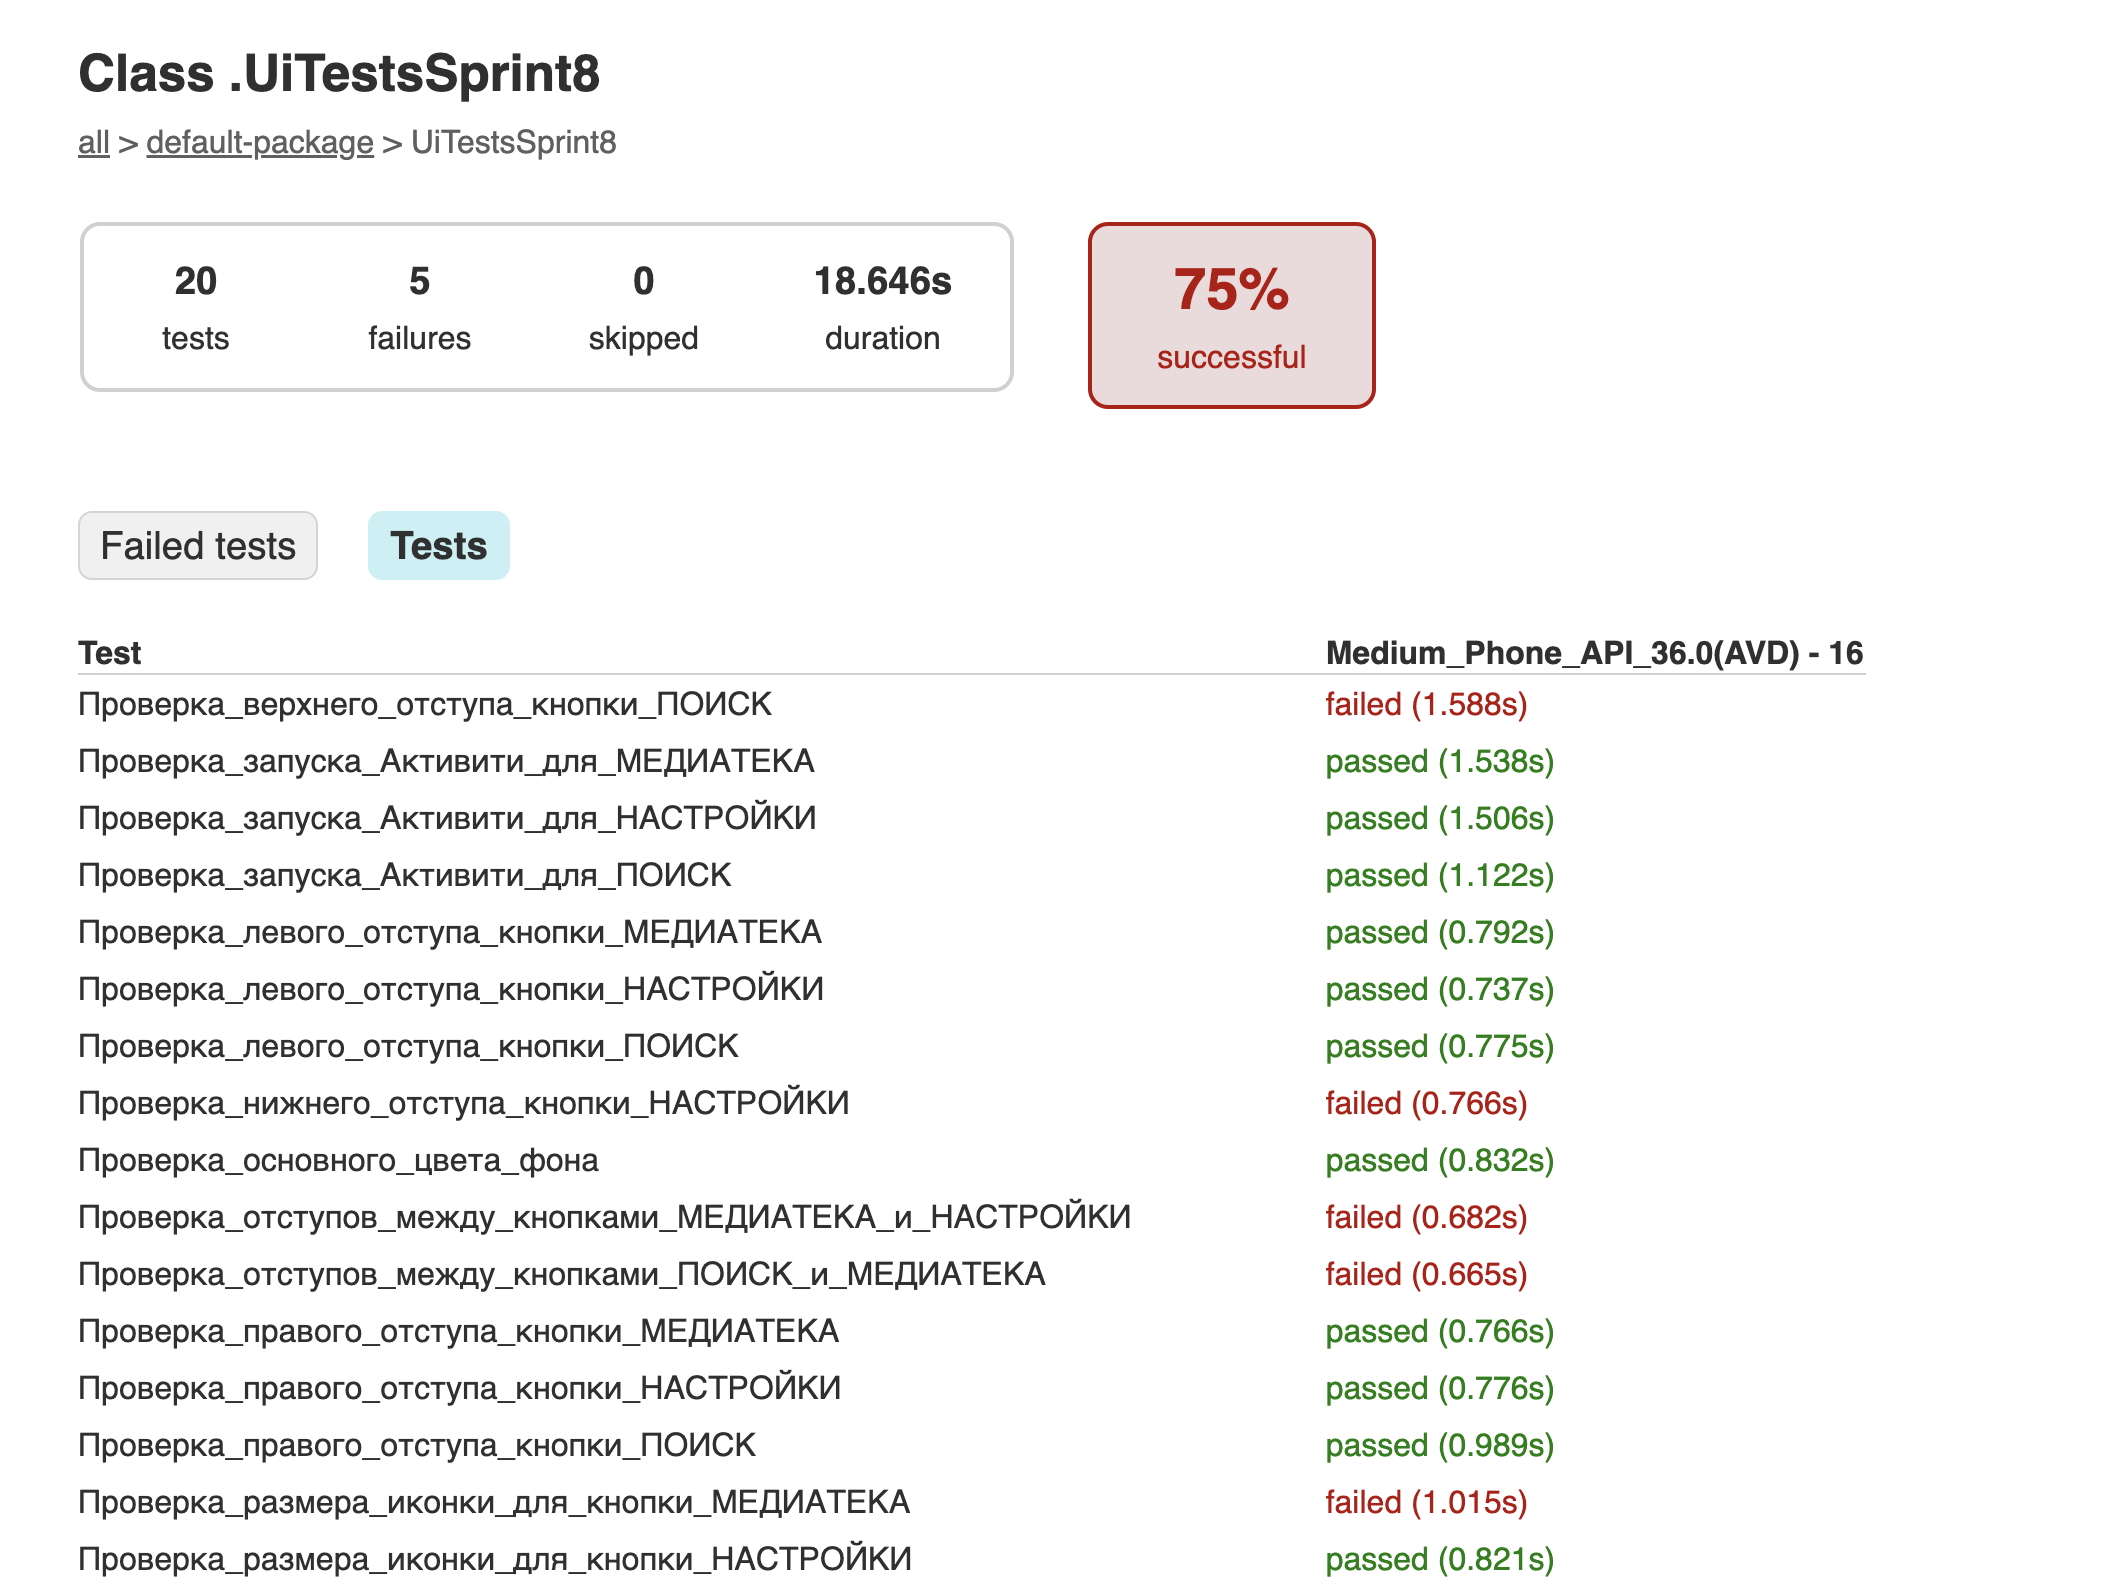 Class .UiTestsSprint8
all > default-package > UiTestsSprint8
20 5 0 18.646s
tests failures skipped duration
75%
successful
Failed tests Tests
Test Medium_Phone_API_36.0(AVD) - 16
Проверка_верхнего_отступа_кнопки_ПОИСК failed (1.588s)
Проверка_запуска_Активити_для_МЕДИАТЕКА passed (1.538s)
Проверка_запуска_Активити_для_НАСТРОЙКИ passed (1.506s)
Проверка_запуска_Активити_для_ПОИСК passed (1.122s)
Проверка_левого_отступа_кнопки_МЕДИАТЕКА passed (0.792s)
Проверка_левого_отступа_кнопки_НАСТРОЙКИ passed (0.737s)
Проверка_левого_отступа_кнопки_ПОИСК passed (0.775s)
Проверка_нижнего_отступа_кнопки_НАСТРОЙКИ failed (0.766s)
Проверка_основного_цвета_фона passed (0.832s)
Проверка_отступов_между_кнопками_МЕДИАТЕКА_и_НАСТРОЙКИ failed (0.682s)
Проверка_отступов_между_кнопками_ПОИСК_и_МЕДИАТЕКА failed (0.665s)
Проверка_правого_отступа_кнопки_МЕДИАТЕКА passed (0.766s)
Проверка_правого_отступа_кнопки_НАСТРОЙКИ passed (0.776s)
Проверка_правого_отступа_кнопки_ПОИСК passed (0.989s)
Проверка_размера_иконки_для_кнопки_МЕДИАТЕКА failed (1.015s)
Проверка_размера_иконки_для_кнопки_НАСТРОЙКИ passed (0.821s)